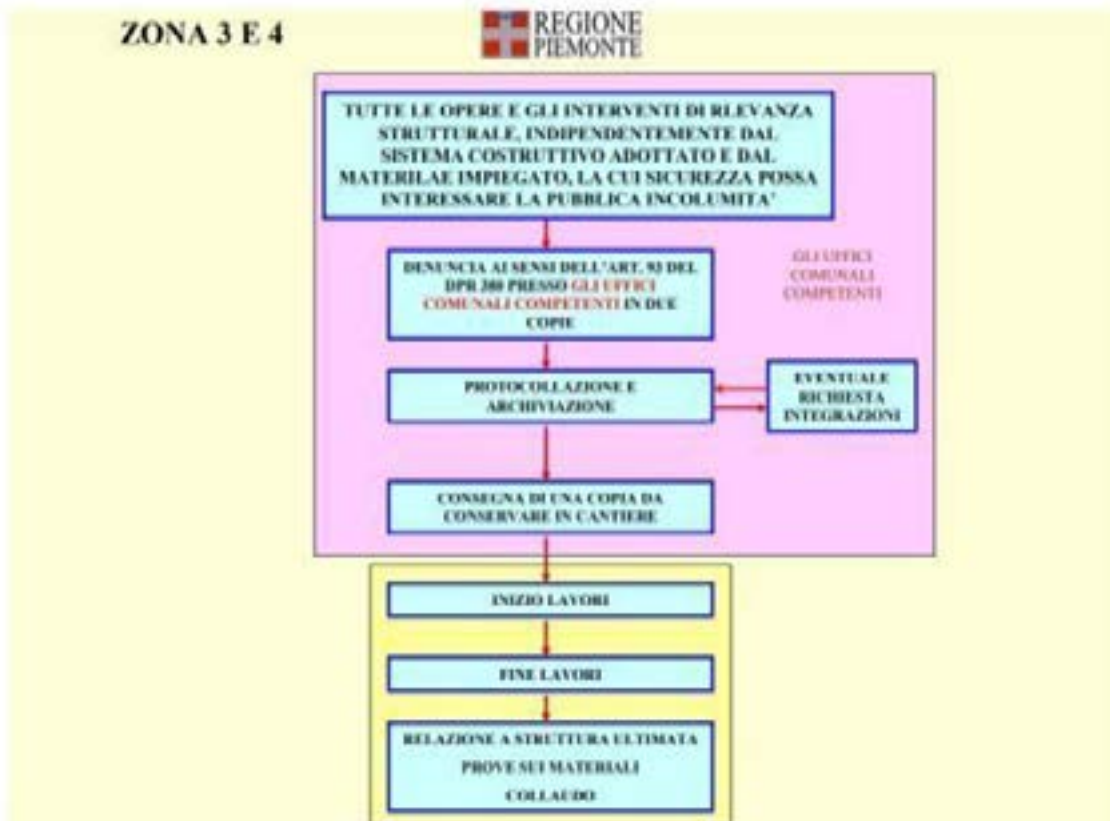 ZONA 3 E 4
REGIONE
PIEMONTE
TUTTE LE OPERE E GLI INTERVENTI DI RLEVANZA
STRUTTURALE, INDIPENDENTEMENTE DAL
SISTEMA COSTRUTTIVO ADOTTATO E DAL
MATERILAE IMPIEGATO, LA CUI SICUREZZA POSSA
INTERESSARE LA PUBBLICA INCOLUMITA'
DENUNCIA AI SENSI DELL'ART. 93 DEL
DPR 380 PRESSO GLI UFFICI
COMUNALI COMPETENTI IN DUE
COPIE
GLI UFFICI
COMUNALI
COMPETENTI
PROTOCOLLAZIONE E
ARCHIVIAZIONE
EVENTUALE
RICHIESTA
INTEGRAZIONI
CONSEGNA DI UNA COPIA DA
CONSERVARE IN CANTIERE
INIZIO LAVORI
FINE LAVORI
RELAZIONE A STRUTTURA ULTIMATA
PROVE SUI MATERIALI
COLLAUDO